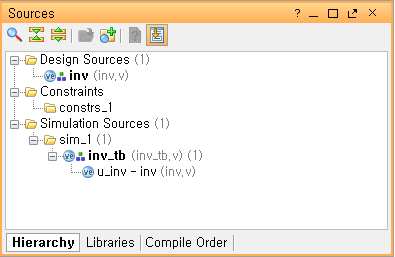 Sources
Design Sources (1)
inv (inv,v)
Constraints
constrs_1
Simulation Sources (1)
sim_1 (1)
inv_tb (inv_tb,v) (1)
u_inv - inv (inv,v)
Hierarchy Libraries Compile Order